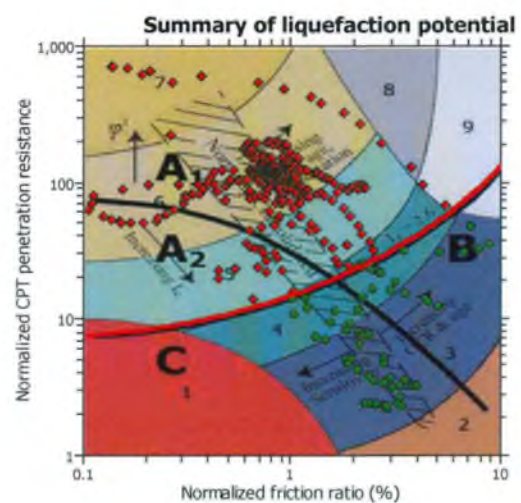 Summary of liquefaction potential
1,000
100
10
1
Normalized CPT penetration resistance
7
8
9
φ'
A1
A2
6
5
B
4
3
C
1
2
0.1
1
10
Normalized friction ratio (%)